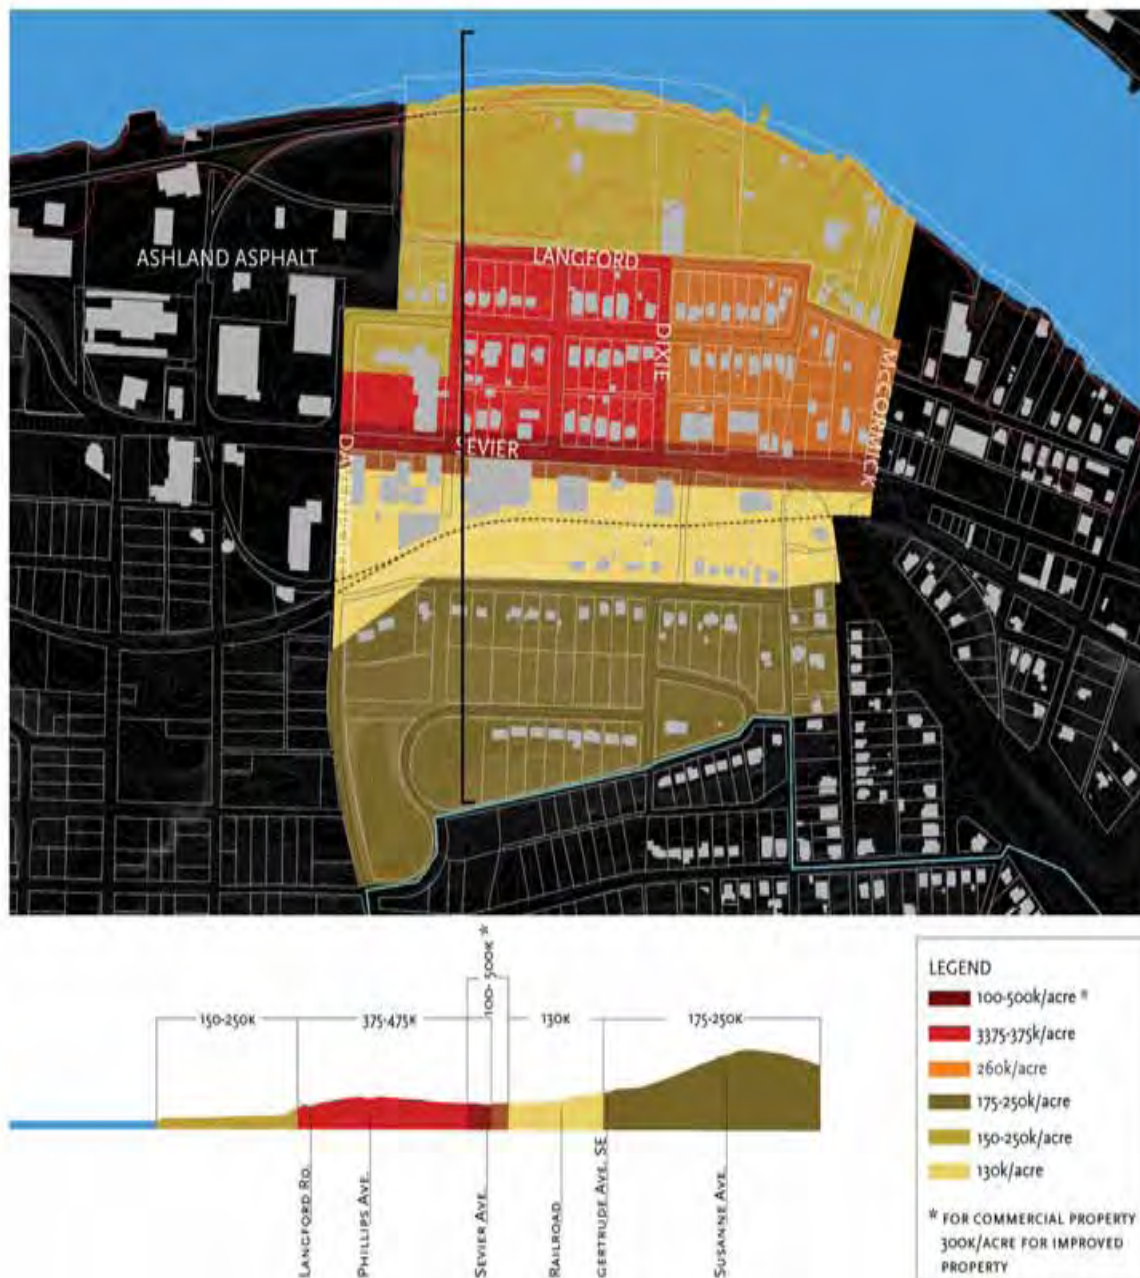 ASHLAND ASPHALT
LANGFORD
DIXIE
McCORMICK
SEVIER
100-500K *
150-250K
375-475K
130K
175-250K
LANGFORD RD.
PHILLIPS AVE.
SEVIER AVE.
RAILROAD
GERTRUDE AVE. SE
SUSANNE AVE.
LEGEND
100-500k/acre *
3375-375k/acre
260k/acre
175-250k/acre
150-250k/acre
130k/acre
* FOR COMMERCIAL PROPERTY
300K/ACRE FOR IMPROVED
PROPERTY